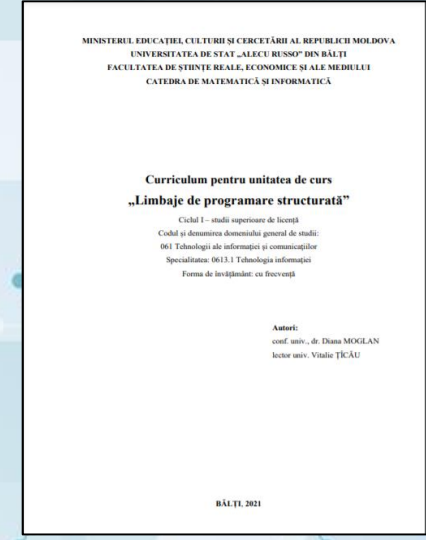 MINISTERUL EDUCAȚIEI, CULTURII ȘI CERCETĂRII AL REPUBLICII MOLDOVA
UNIVERSITATEA DE STAT „ALECU RUSSO” DIN BĂLȚI
FACULTATEA DE ȘTIINȚE REALE, ECONOMICE ȘI ALE MEDIULUI
CATEDRA DE MATEMATICĂ ȘI INFORMATICĂ
Curriculum pentru unitatea de curs
„Limbaje de programare structurată”
Ciclul I – studii superioare de licență
Codul și denumirea domeniului general de studii:
061 Tehnologii ale informației și comunicațiilor
Specialitatea: 0613.1 Tehnologia informației
Forma de învățământ: cu frecvență
Autori:
conf. univ., dr. Diana MOGLAN
lector univ. Vitalie ȚÎCĂU
BĂLȚI, 2021